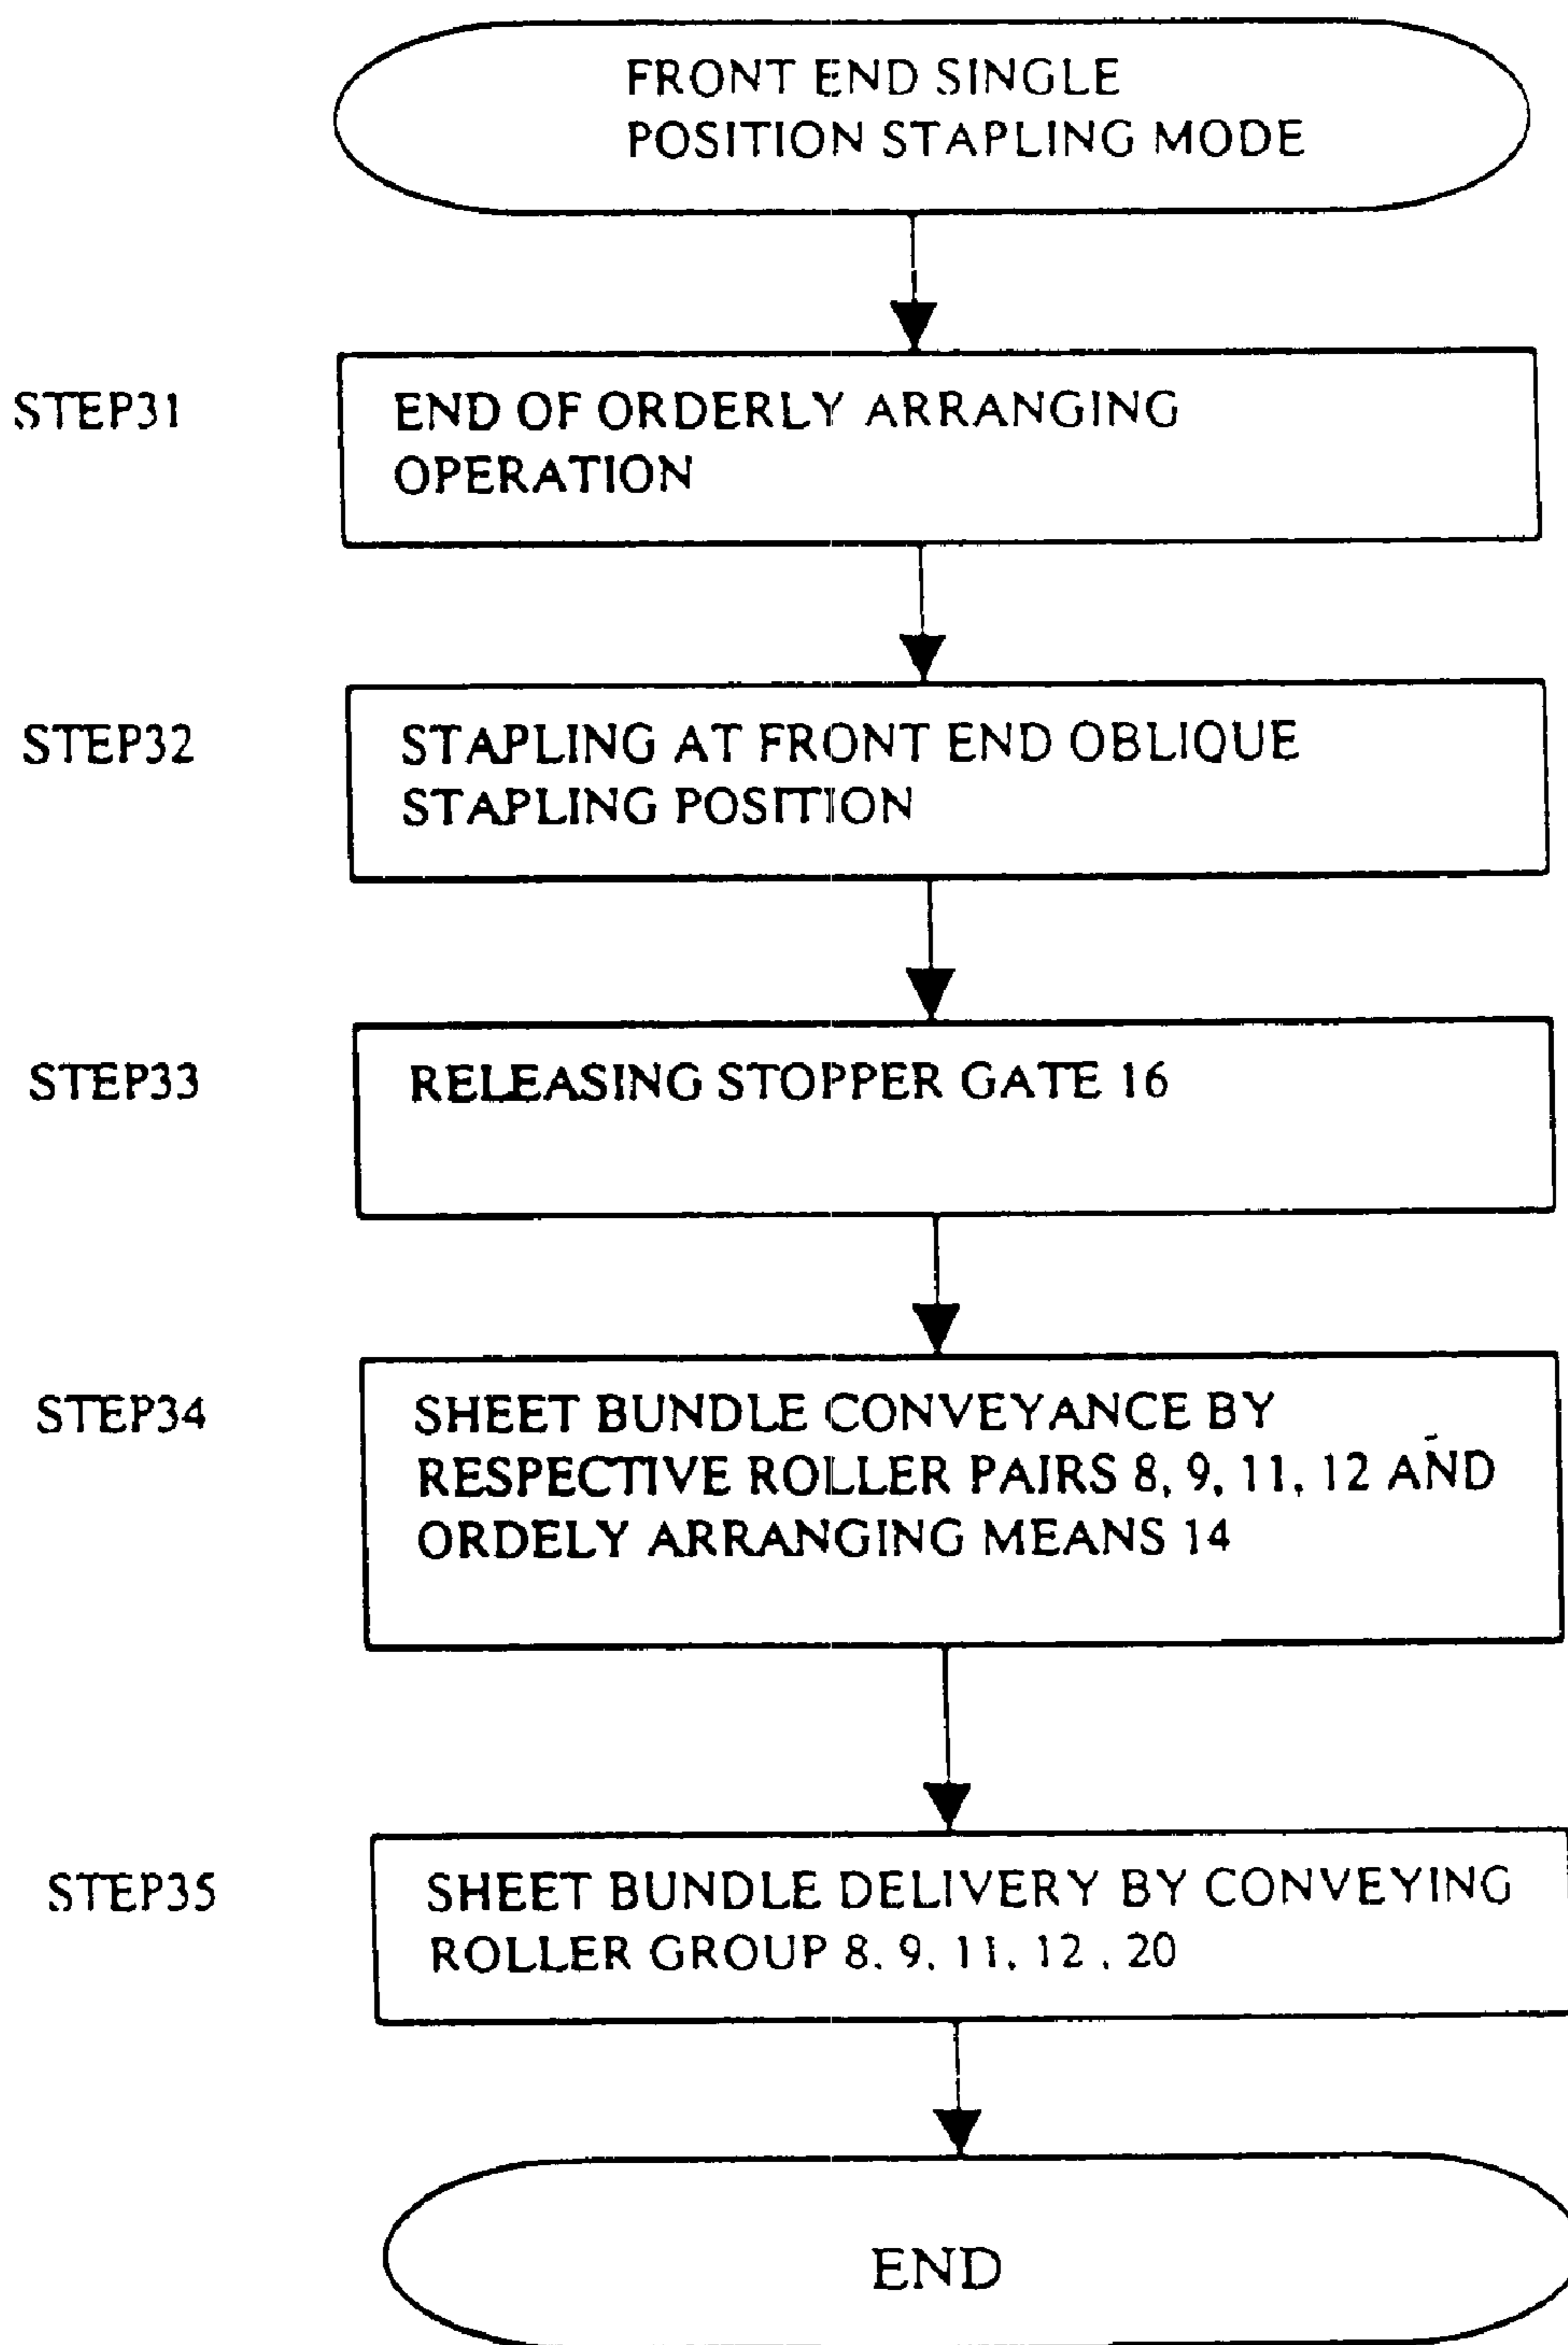 FRONT END SINGLE
POSITION STAPLING MODE
STEP31
END OF ORDERLY ARRANGING
OPERATION
STEP32
STAPLING AT FRONT END OBLIQUE
STAPLING POSITION
STEP33
RELEASING STOPPER GATE 16
STEP34
SHEET BUNDLE CONVEYANCE BY
RESPECTIVE ROLLER PAIRS 8, 9, 11, 12 AND
ORDELY ARRANGING MEANS 14
STEP35
SHEET BUNDLE DELIVERY BY CONVEYING
ROLLER GROUP 8, 9, 11, 12 , 20
END